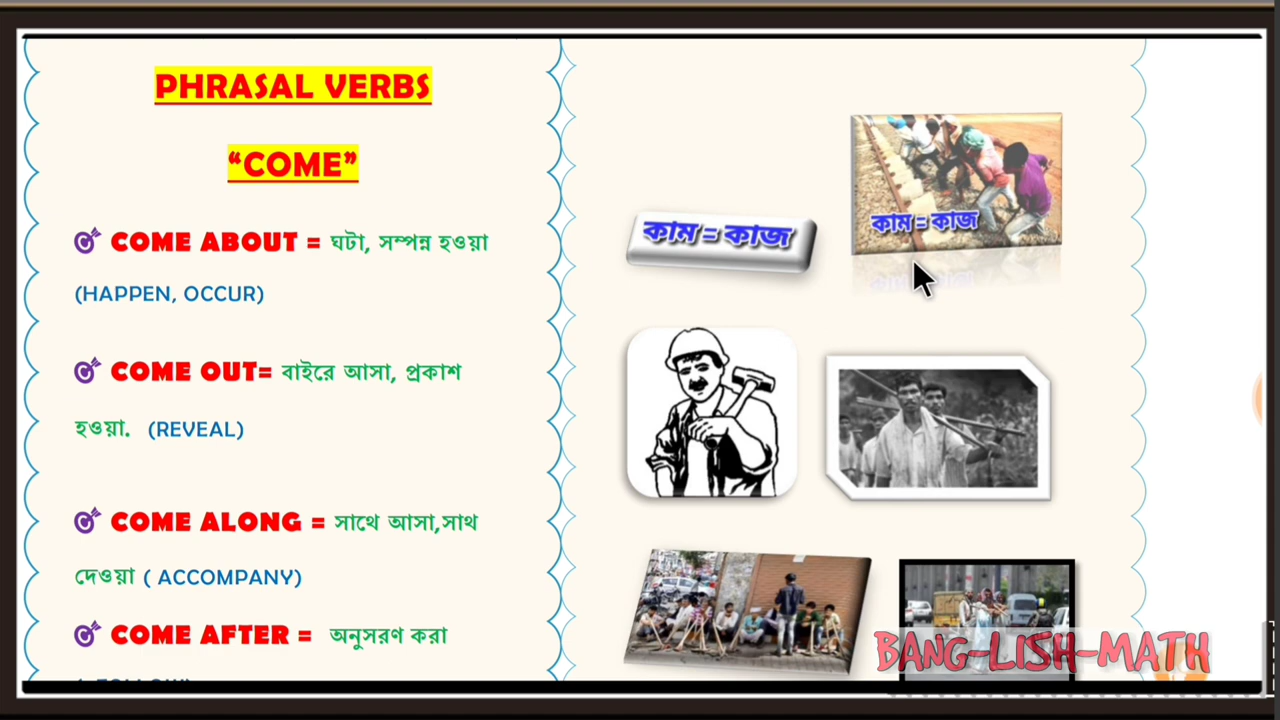 PHRASAL VERBS
“COME”
COME ABOUT = ঘটা, সম্পন্ন হওয়া
(HAPPEN, OCCUR)
COME OUT= বাইরে আসা, প্রকাশ
হওয়া. (REVEAL)
COME ALONG = সাথে আসা,সাথ
দেওয়া ( ACCOMPANY)
COME AFTER = অনুসরণ করা
কাম = কাজ
কাম = কাজ
BANG-LISH-MATH